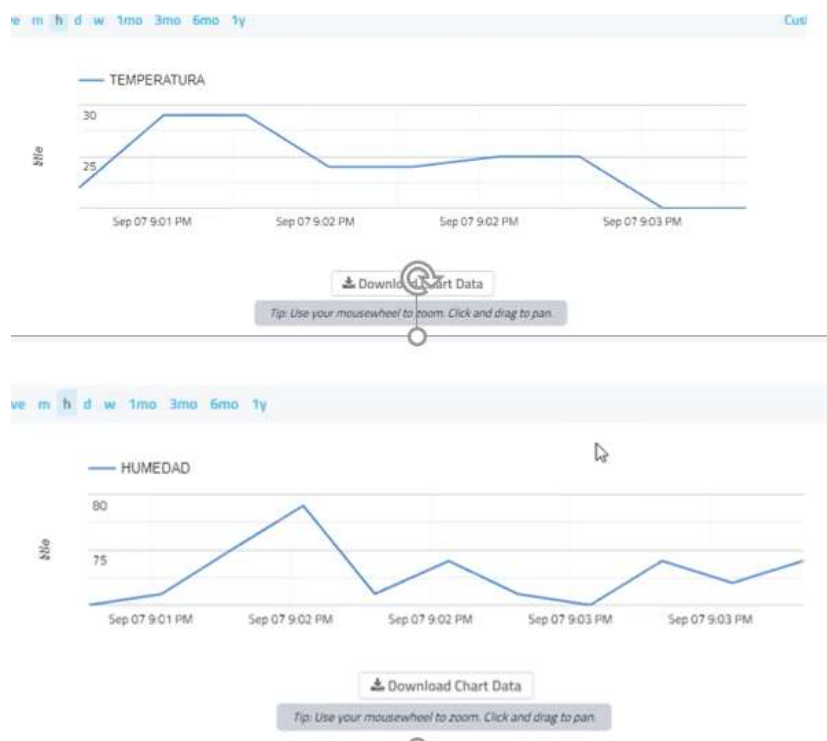 m h d w 1mo 3mo 6mo 1y
TEMPERATURA
30
25
Sep 07 9:01 PM Sep 07 9:02 PM Sep 07 9:02 PM Sep 07 9:03 PM
Download Chart Data
Tip: Use your mousewheel to zoom. Click and drag to pan.
m h d w 1mo 3mo 6mo 1y
HUMEDAD
80
75
Sep 07 9:01 PM Sep 07 9:02 PM Sep 07 9:02 PM Sep 07 9:03 PM Sep 07 9:03 PM
Download Chart Data
Tip: Use your mousewheel to zoom. Click and drag to pan.